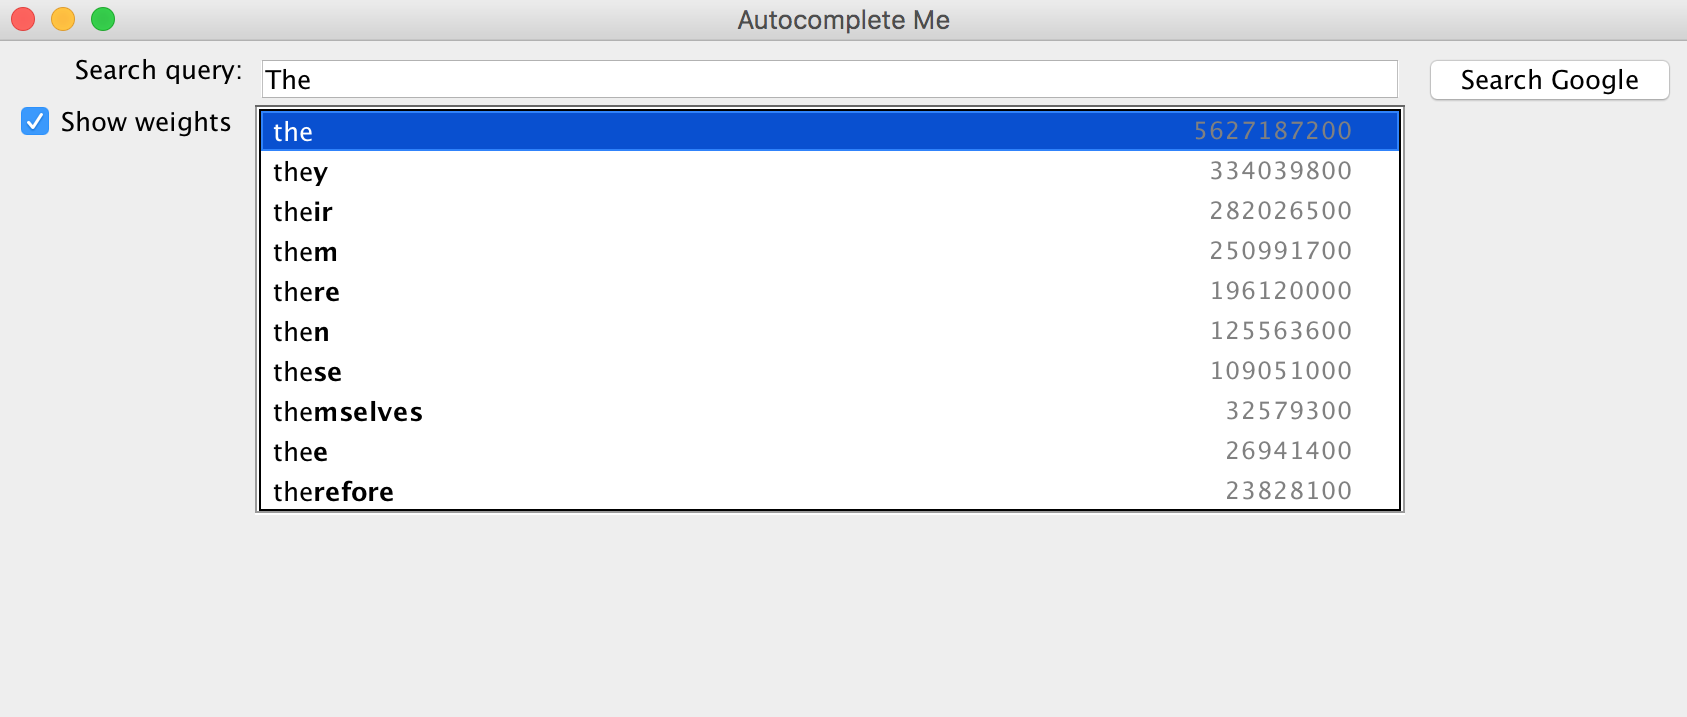 Autocomplete Me
Search query: The Search Google
Show weights
the 5627187200
they 334039800
their 282026500
them 250991700
there 196120000
then 125563600
these 109051000
themselves 32579300
thee 26941400
therefore 23828100